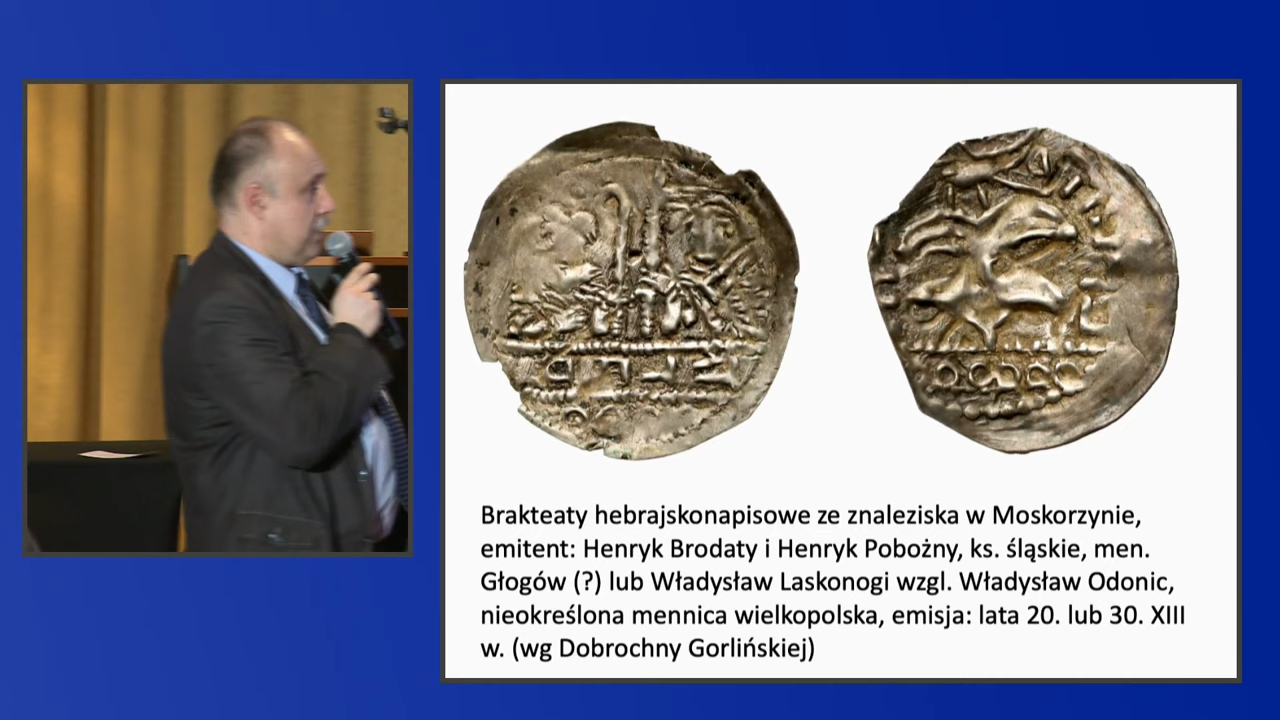 Brakteaty hebrajskonapisowe ze znaleziska w Moskorzynie,
emitent: Henryk Brodaty i Henryk Pobożny, ks. śląskie, men.
Głogów (?) lub Władysław Laskonogi wzgl. Władysław Odonic,
nieokreślona mennica wielkopolska, emisja: lata 20. lub 30. XIII
w. (wg Dobrochny Gorlińskiej)